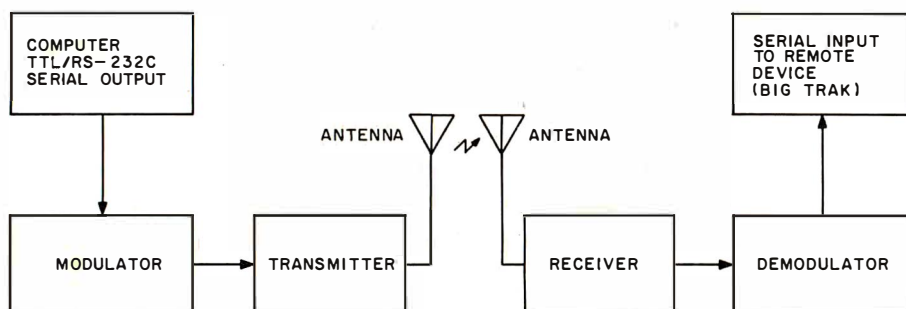 COMPUTER
TTL/RS-232C
SERIAL OUTPUT
SERIAL INPUT
TO REMOTE
DEVICE
(BIG TRAK)
ANTENNA
ANTENNA
MODULATOR
TRANSMITTER
RECEIVER
DEMODULATOR